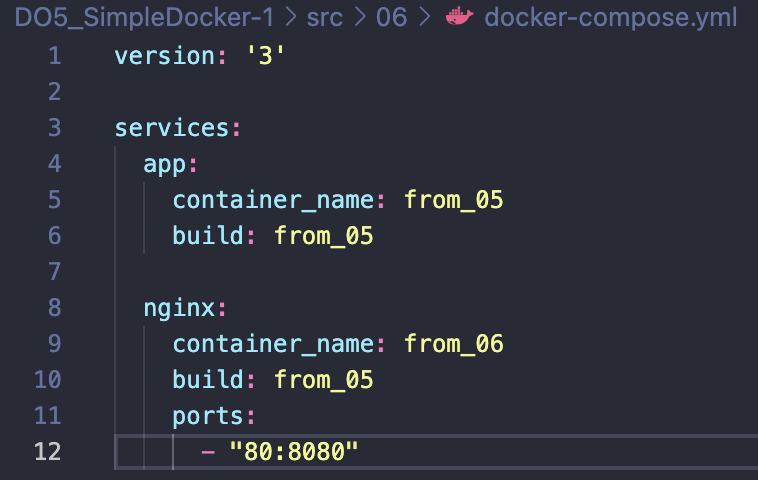 DO5_SimpleDocker-1 > src > 06 > docker-compose.yml
1 version: '3'
2
3 services:
4   app:
5     container_name: from_05
6     build: from_05
7
8   nginx:
9     container_name: from_06
10     build: from_05
11     ports:
12       - "80:8080"